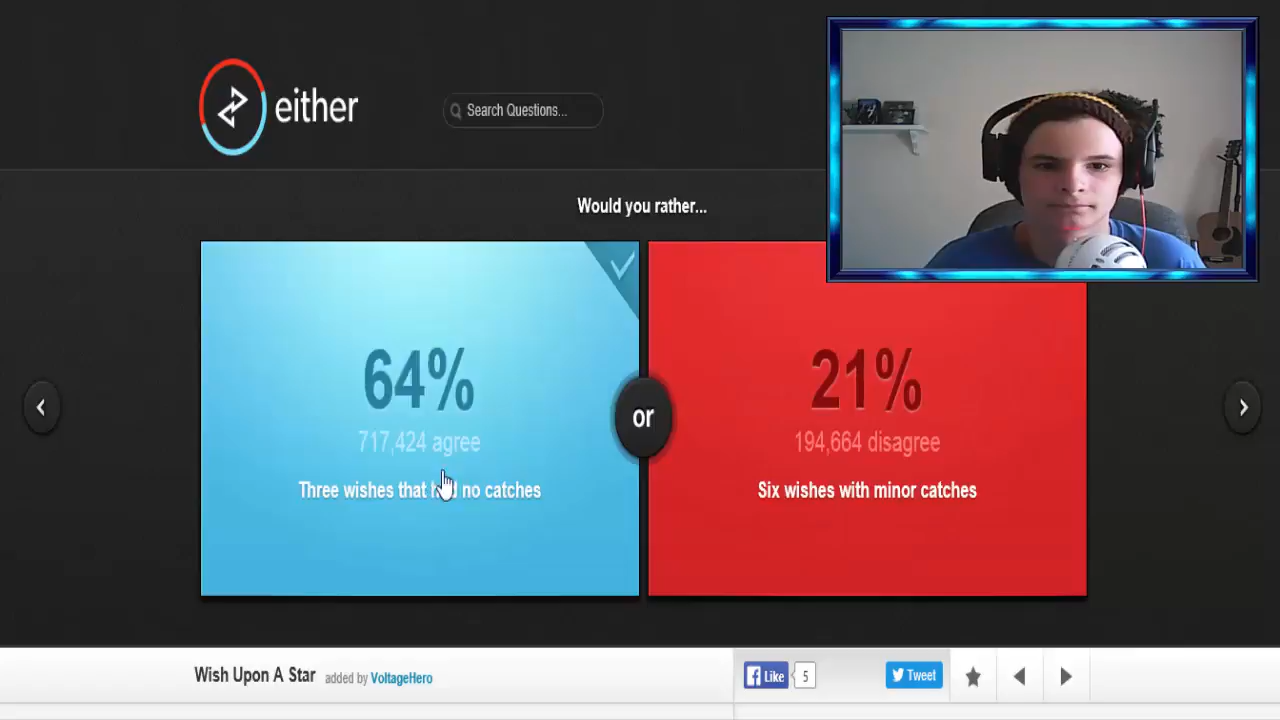 either
Search Questions...
Would you rather...
64%
717,424 agree
Three wishes that had no catches
or
21%
194,664 disagree
Six wishes with minor catches
Wish Upon A Star added by VoltageHero
Like 5
Tweet